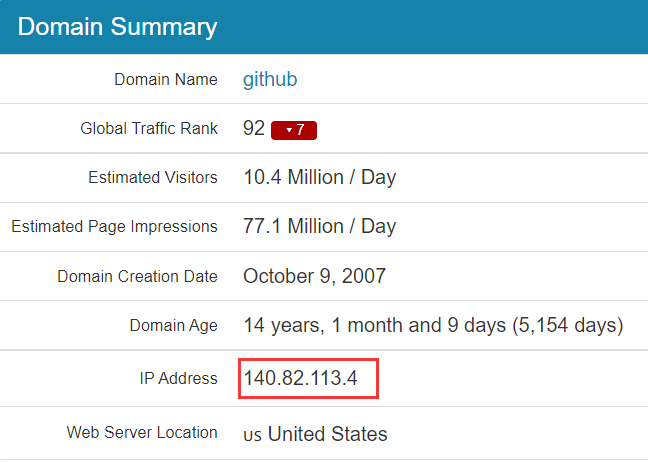 Domain Summary
Domain Name github
Global Traffic Rank 92 7
Estimated Visitors 10.4 Million / Day
Estimated Page Impressions 77.1 Million / Day
Domain Creation Date October 9, 2007
Domain Age 14 years, 1 month and 9 days (5,154 days)
IP Address 140.82.113.4
Web Server Location us United States